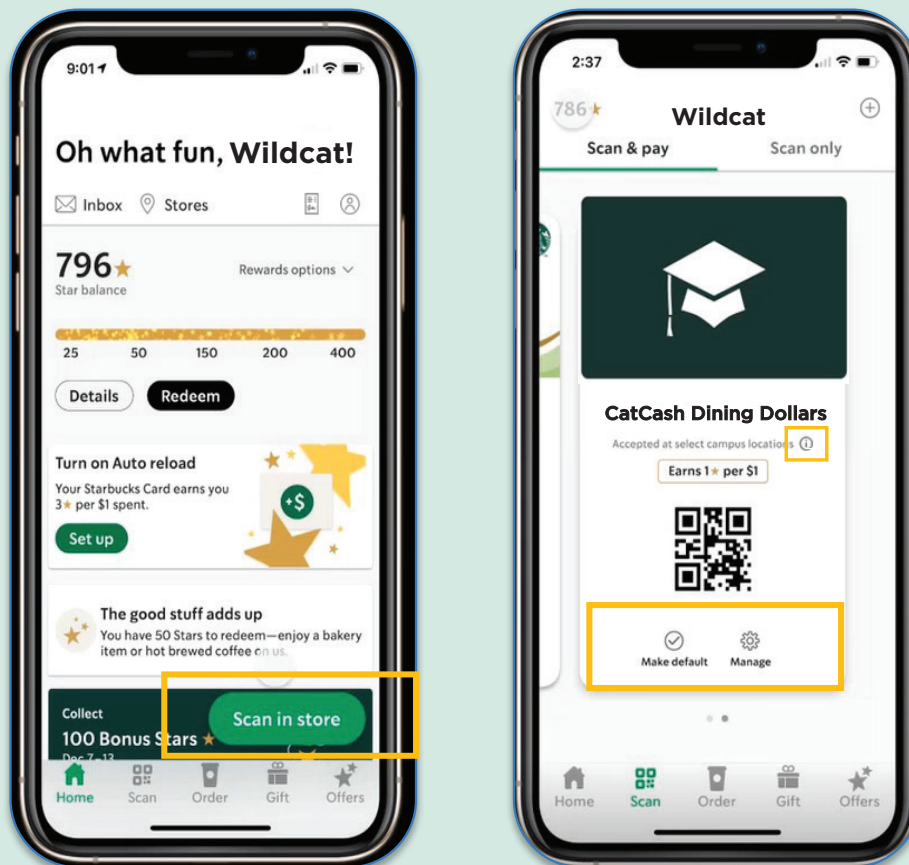 9:01
Oh what fun, Wildcat!
Inbox Stores
796
Rewards options
Star balance
25 50 150 200 400
Details Redeem
Turn on Auto reload
Your Starbucks Card earns you
3★ per $1 spent.
Set up
+$
The good stuff adds up
You have 50 Stars to redeem—enjoy a bakery
item or hot brewed coffee on us.
Collect
Scan in store
100 Bonus Stars
Dec 7-13
Home Scan Order Gift Offers
2:37
786★
Wildcat
Scan & pay Scan only
CatCash Dining Dollars
Accepted at select campus locations
Earns 1★ per $1
Make default Manage
Home Scan Order Gift Offers